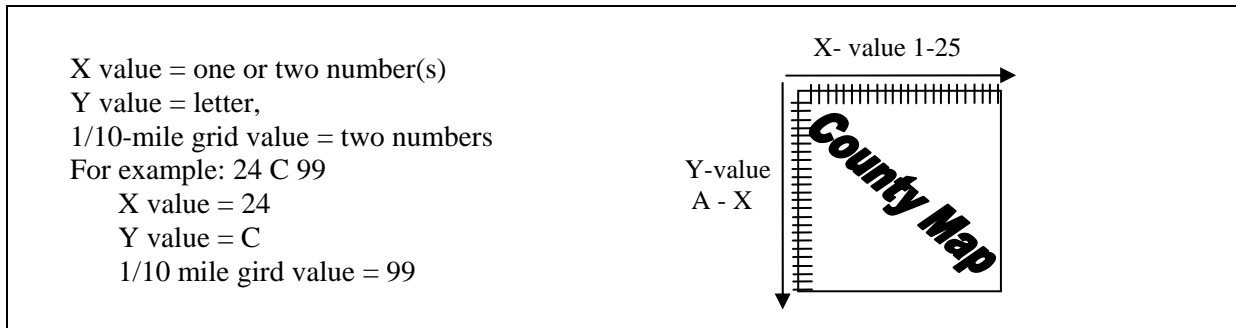 X value = one or two number(s)
Y value = letter,
1/10-mile grid value = two numbers
For example: 24 C 99
X value = 24
Y value = C
1/10 mile gird value = 99
X- value 1-25
Y-value
A - X
County Map